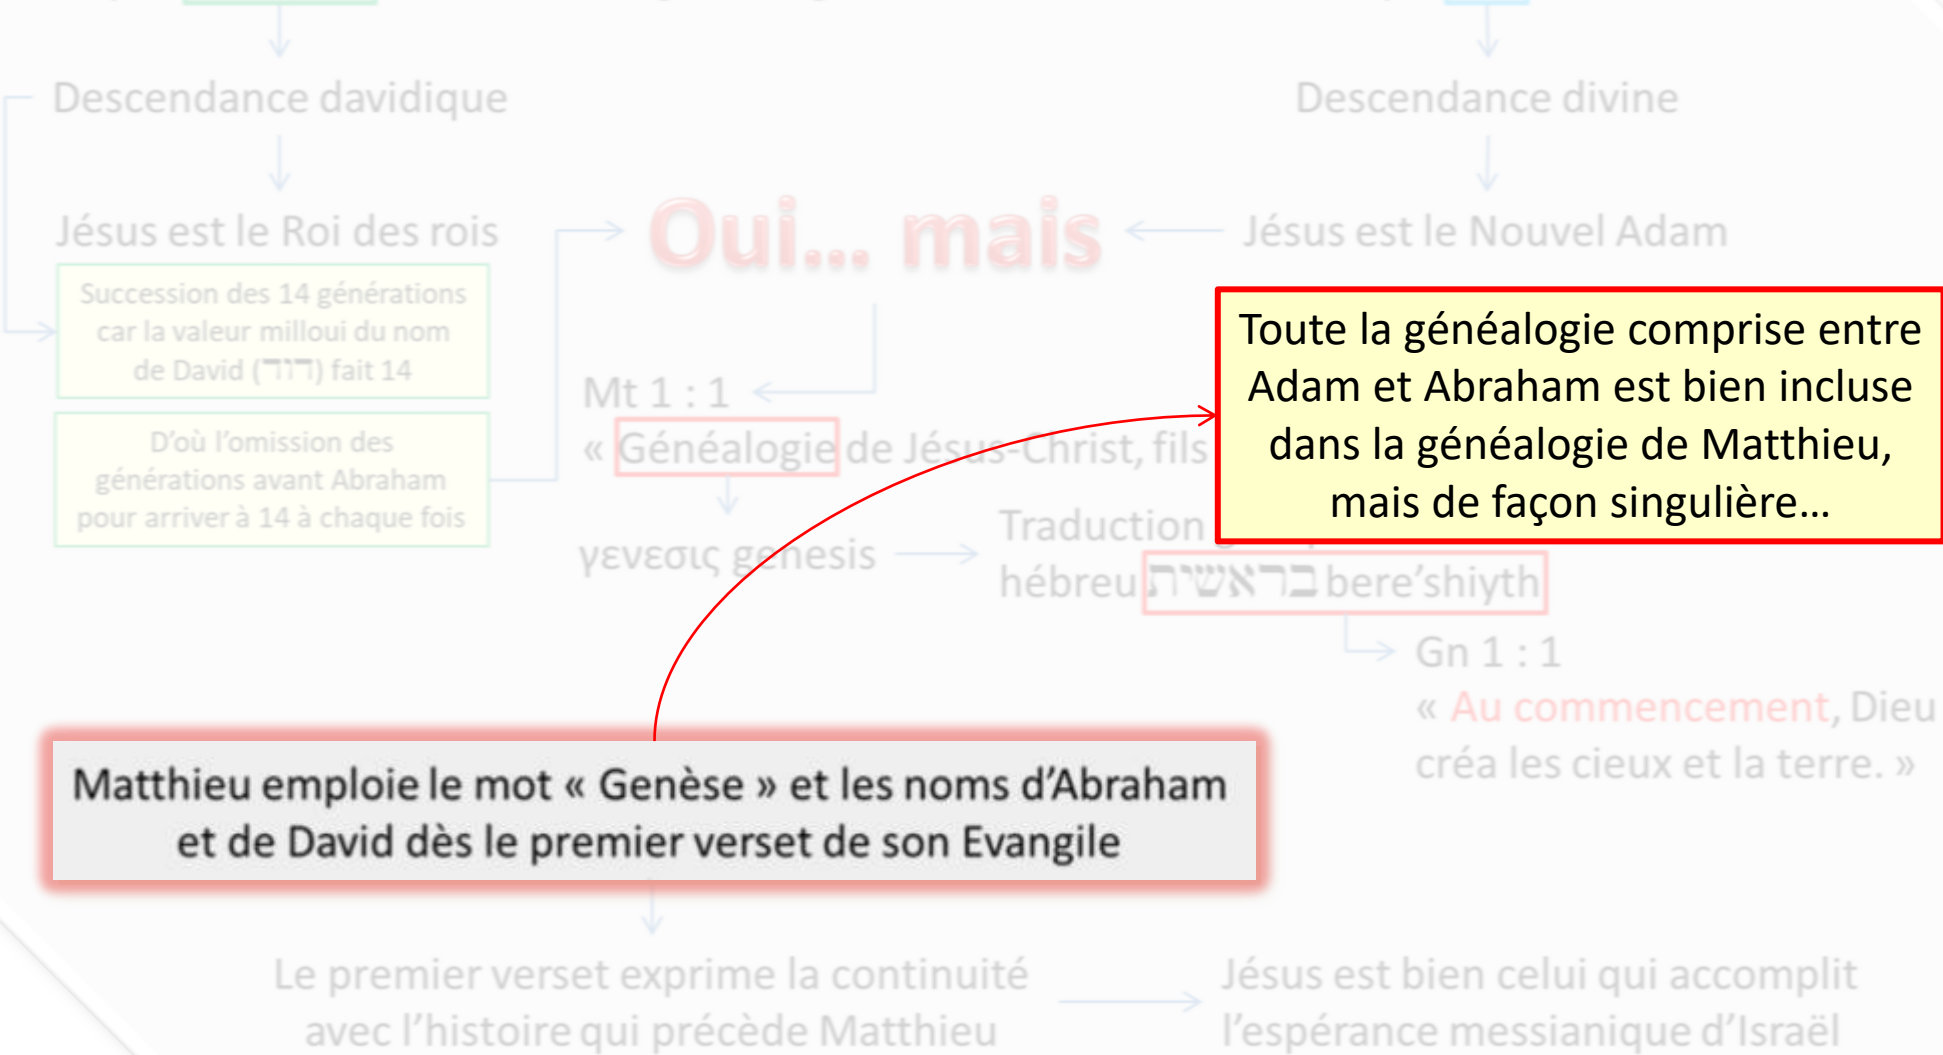 Descendance davidique
Descendance divine
Jésus est le Roi des rois
Oui... mais
Jésus est le Nouvel Adam
Succession des 14 générations
car la valeur milloui du nom
de David (דוד) fait 14
D’où l’omission des
générations avant Abraham
pour arriver à 14 à chaque fois
Mt 1 : 1
« Généalogie de Jésus-Christ, fils
γενεσις genesis
Traduction
hébreu בראשית bere’shiyth
Toute la généalogie comprise entre
Adam et Abraham est bien incluse
dans la généalogie de Matthieu,
mais de façon singulière…
Gn 1 : 1
« Au commencement, Dieu
créa les cieux et la terre. »
Matthieu emploie le mot « Genèse » et les noms d’Abraham
et de David dès le premier verset de son Evangile
Le premier verset exprime la continuité
avec l’histoire qui précède Matthieu
Jésus est bien celui qui accomplit
l’espérance messianique d’Israël